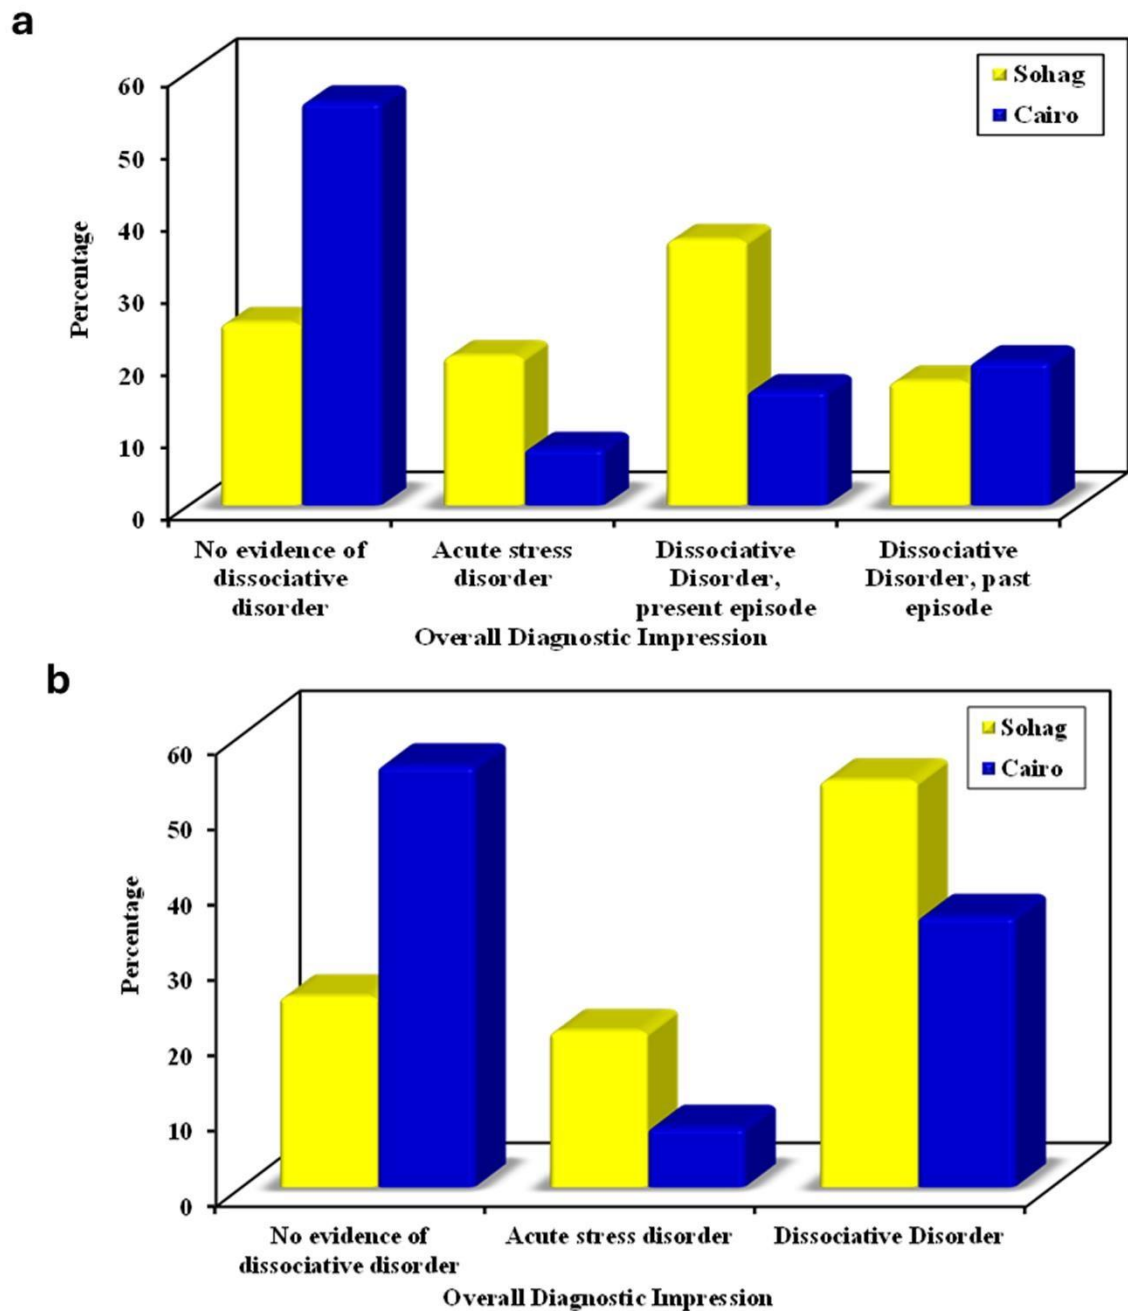 a
Sohag
Cairo
60
50
40
30
20
10
0
Percentage
No evidence of
dissociative
disorder
Acute stress
disorder
Dissociative
Disorder,
present episode
Dissociative
Disorder, past
episode
Overall Diagnostic Impression
b
Sohag
Cairo
60
50
40
30
20
10
0
Percentage
No evidence of
dissociative disorder
Acute stress disorder
Dissociative Disorder
Overall Diagnostic Impression